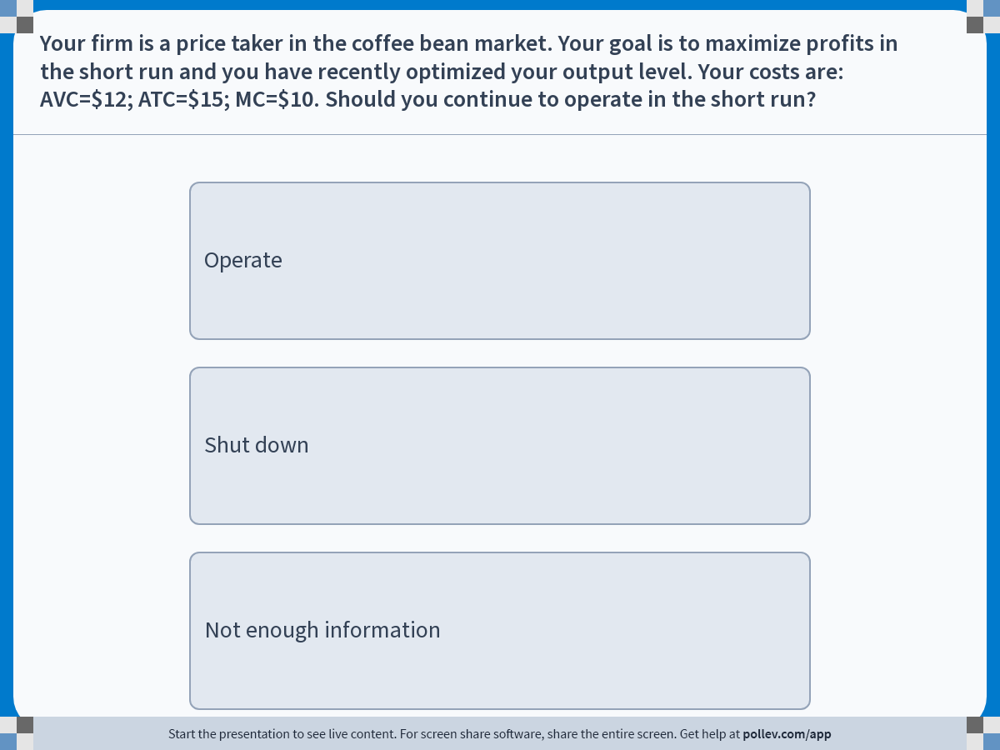 Your firm is a price taker in the coffee bean market. Your goal is to maximize profits in
the short run and you have recently optimized your output level. Your costs are:
AVC=$12; ATC=$15; MC=$10. Should you continue to operate in the short run?
Operate
Shut down
Not enough information
Start the presentation to see live content. For screen share software, share the entire screen. Get help at pollev.com/app